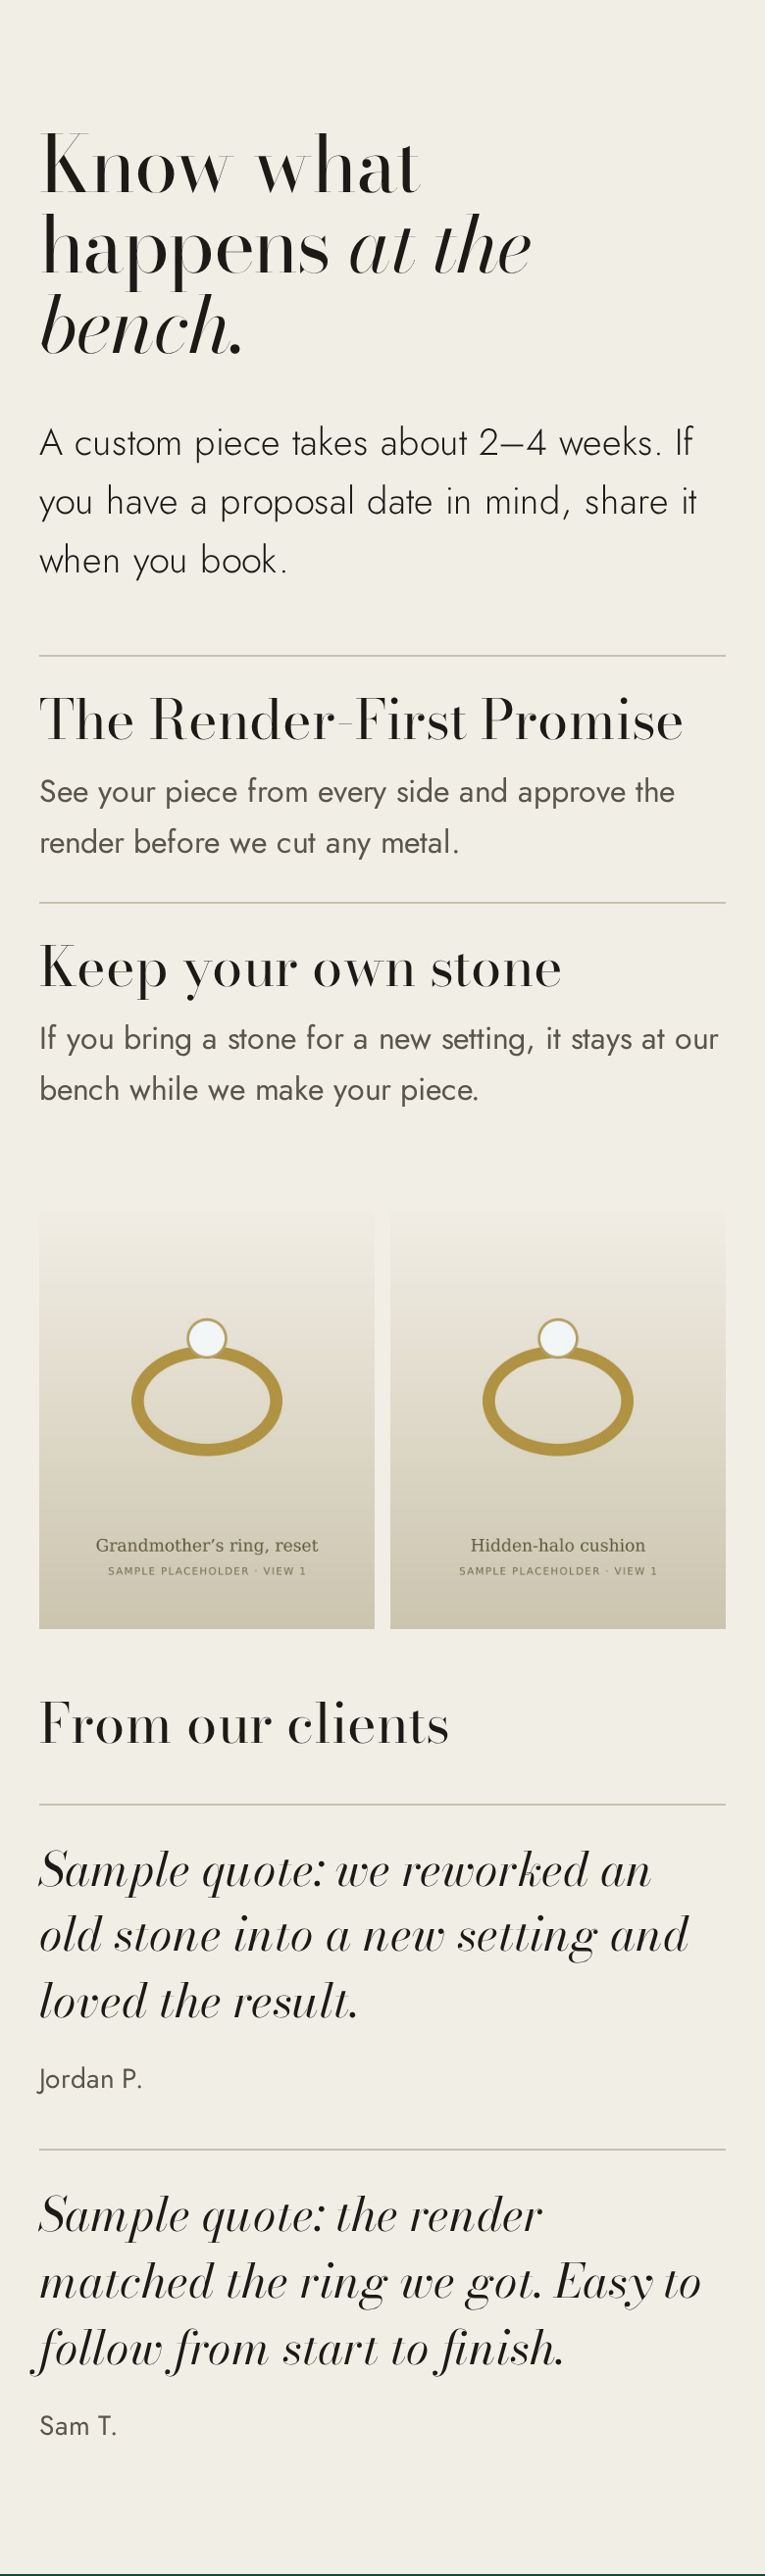 Know what
happens at the
bench.
A custom piece takes about 2–4 weeks. If
you have a proposal date in mind, share it
when you book.
The Render-First Promise
See your piece from every side and approve the
render before we cut any metal.
Keep your own stone
If you bring a stone for a new setting, it stays at our
bench while we make your piece.
Grandmother’s ring, reset
SAMPLE PLACEHOLDER · VIEW 1
Hidden-halo cushion
SAMPLE PLACEHOLDER · VIEW 1
From our clients
Sample quote: we reworked an
old stone into a new setting and
loved the result.
Jordan P.
Sample quote: the render
matched the ring we got. Easy to
follow from start to finish.
Sam T.